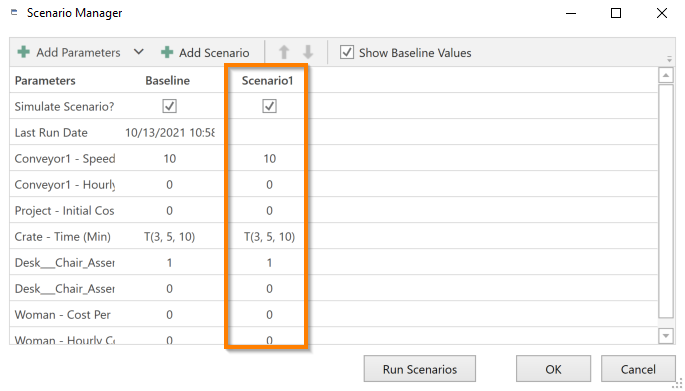 Scenario Manager
Add Parameters Add Scenario Show Baseline Values
Parameters Baseline Scenario1
Simulate Scenario?
Last Run Date 10/13/2021 10:58
Conveyor1 - Speed 10 10
Conveyor1 - Hourly 0 0
Project - Initial Cos 0 0
Crate - Time (Min) T(3, 5, 10) T(3, 5, 10)
Desk___Chair_Asser 1 1
Desk___Chair_Asser 0 0
Woman - Cost Per 0 0
Woman - Hourly Co 0 0
Run Scenarios OK Cancel